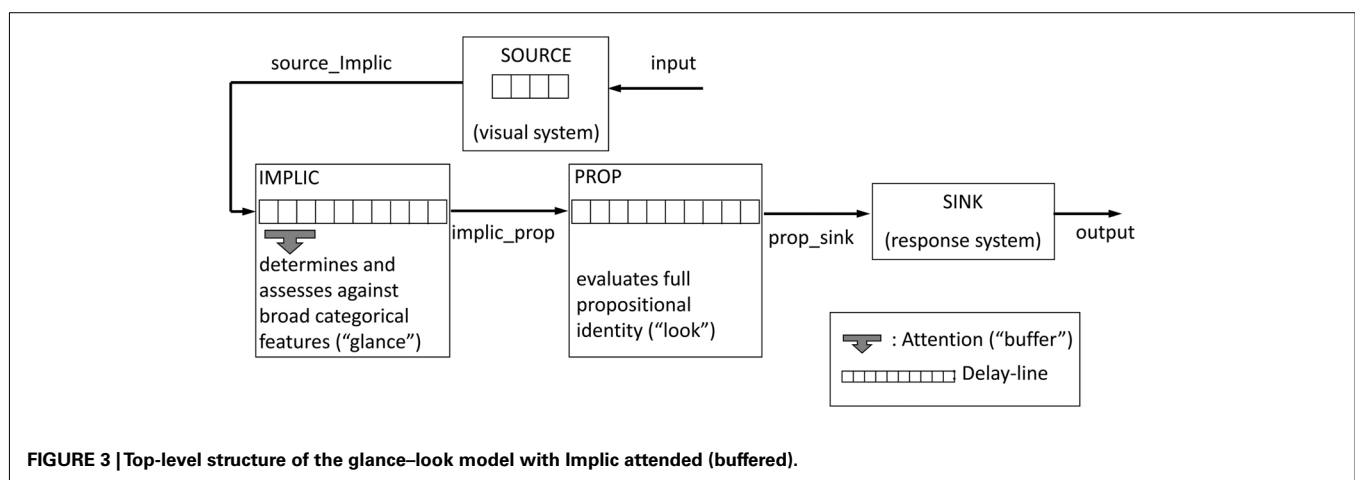 source_Implic
SOURCE
input
(visual system)
IMPLIC
determines and
assesses against
broad categorical
features (“glance”)
implic_prop
PROP
evaluates full
propositional
identity (“look”)
prop_sink
SINK
(response system)
output
: Attention (“buffer”)
Delay-line
FIGURE 3 | Top-level structure of the glance–look model with Implic attended (buffered).